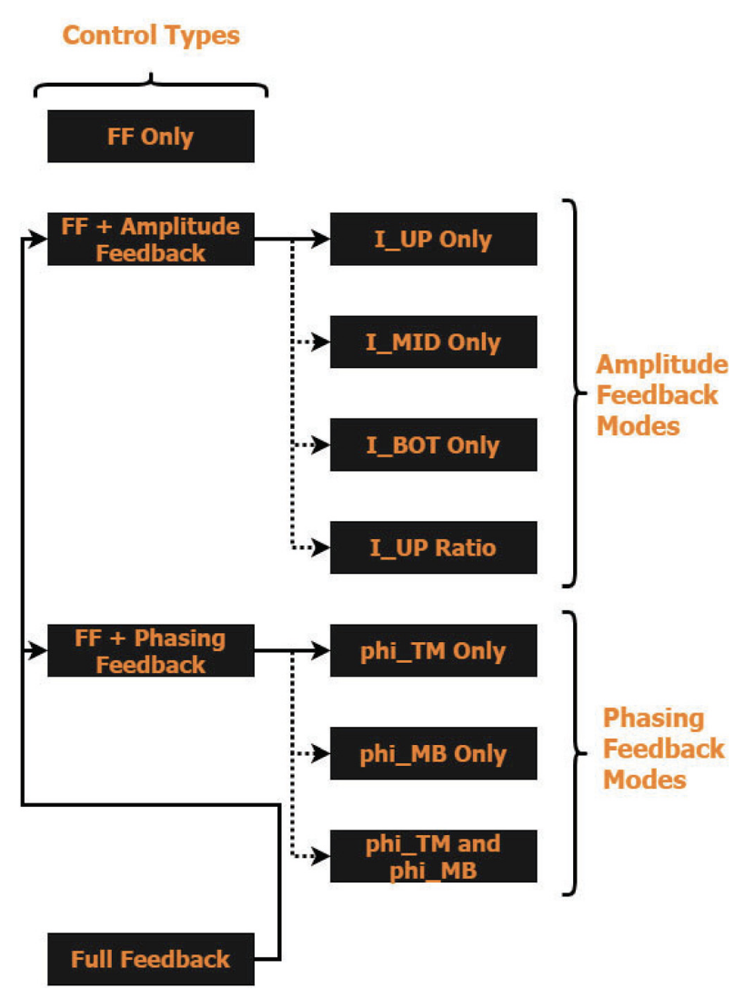 Control Types
FF Only
FF + Amplitude
Feedback
I_UP Only
I_MID Only
I_BOT Only
I_UP Ratio
Amplitude
Feedback
Modes
FF + Phasing
Feedback
phi_TM Only
phi_MB Only
phi_TM and
phi_MB
Phasing
Feedback
Modes
Full Feedback